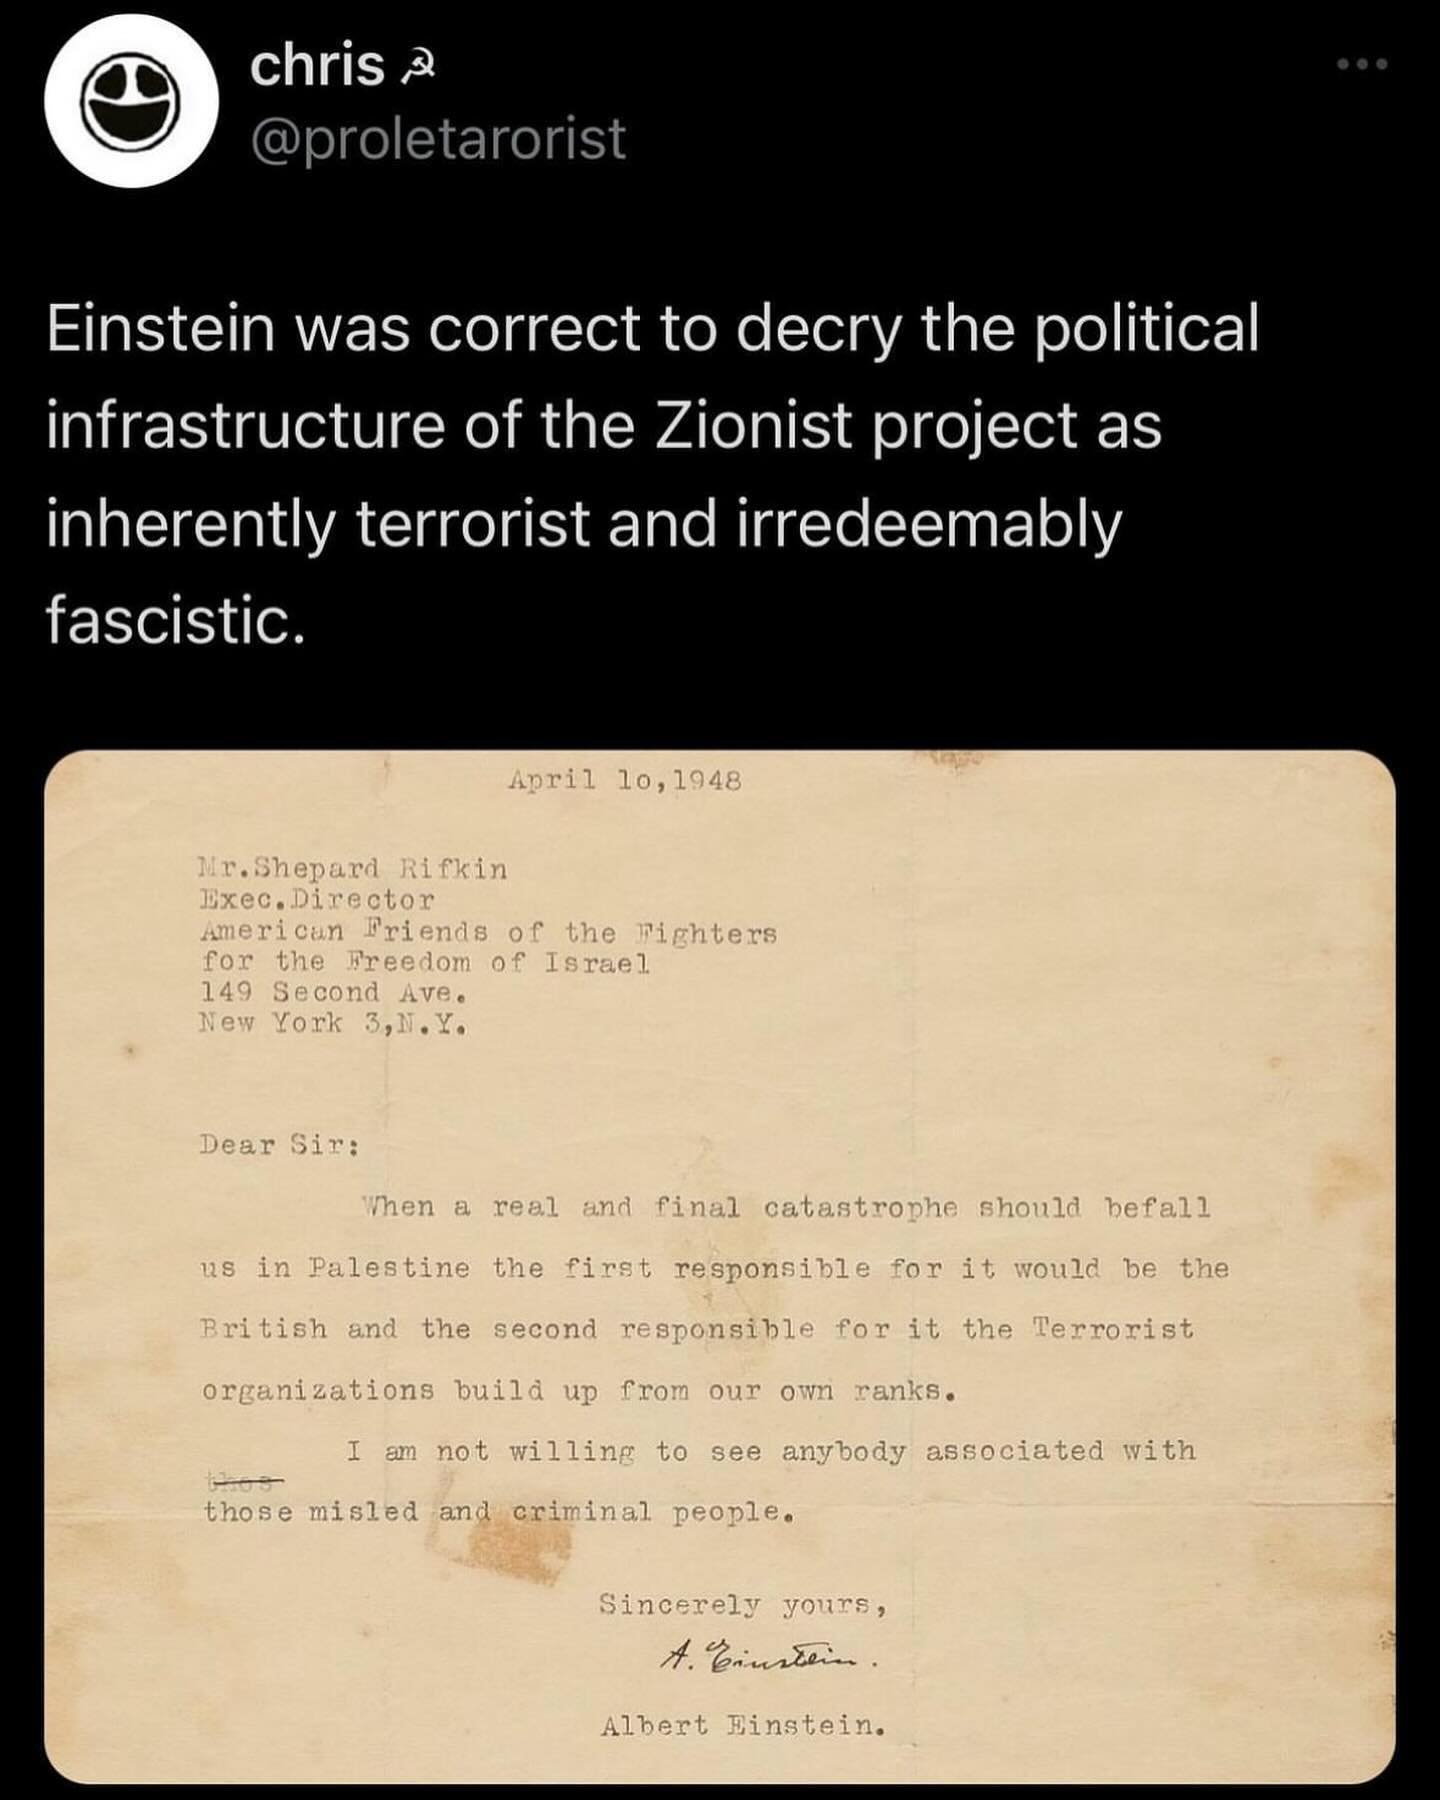 chris ☭
@proletarorist
Einstein was correct to decry the political
infrastructure of the Zionist project as
inherently terrorist and irredeemably
fascistic.
April lo,1948
Mr.Shepard Rifkin
Exec.Director
American Friends of the Fighters
for the Freedom of Israel
149 Second Ave.
New York 3,N.Y.
Dear Sir:
When a real and final catastrophe should befall
us in Palestine the first responsible for it would be the
British and the second responsible for it the Terrorist
organizations build up from our own ranks.
I am not willing to see anybody associated with
thos
those misled and criminal people.
Sincerely yours,
A. Einstein.
Albert Einstein.